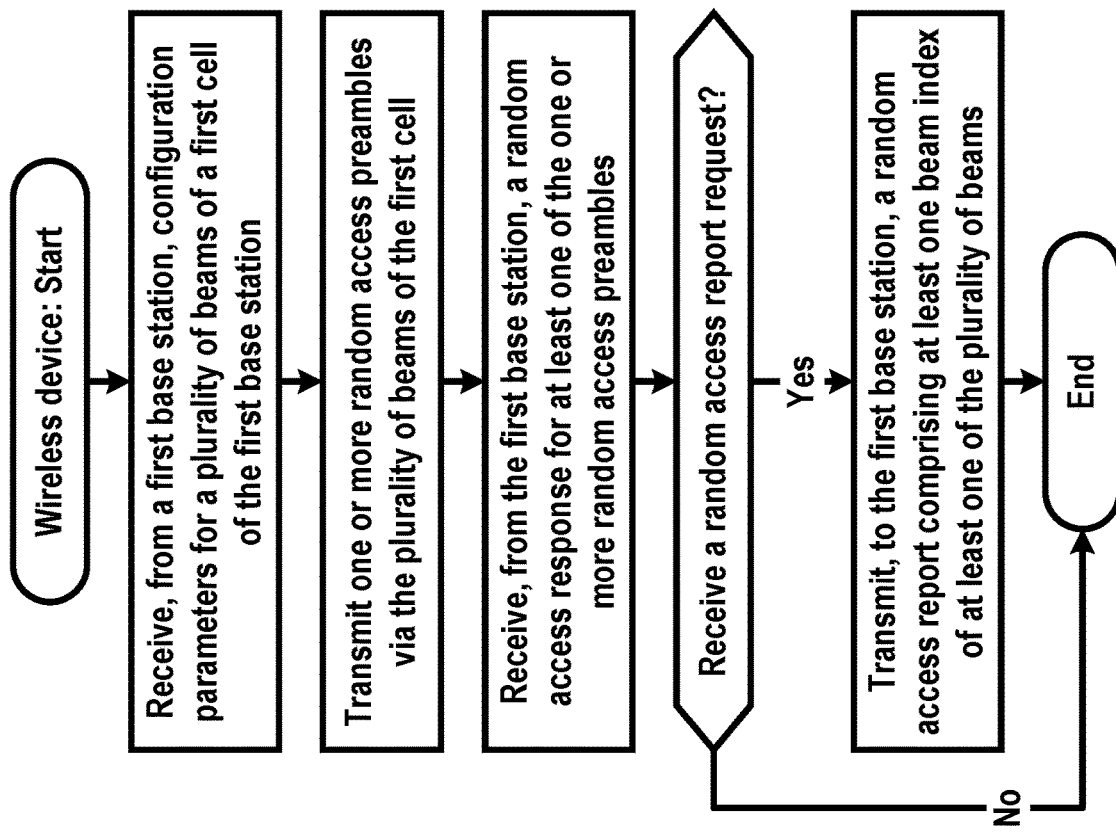 Wireless device: Start
Receive, from a first base station, configuration
parameters for a plurality of beams of a first cell
of the first base station
Transmit one or more random access preambles
via the plurality of beams of the first cell
Receive, from the first base station, a random
access response for at least one of the one or
more random access preambles
Receive a random access report request?
Yes
No
Transmit, to the first base station, a random
access report comprising at least one beam index
of at least one of the plurality of beams
End